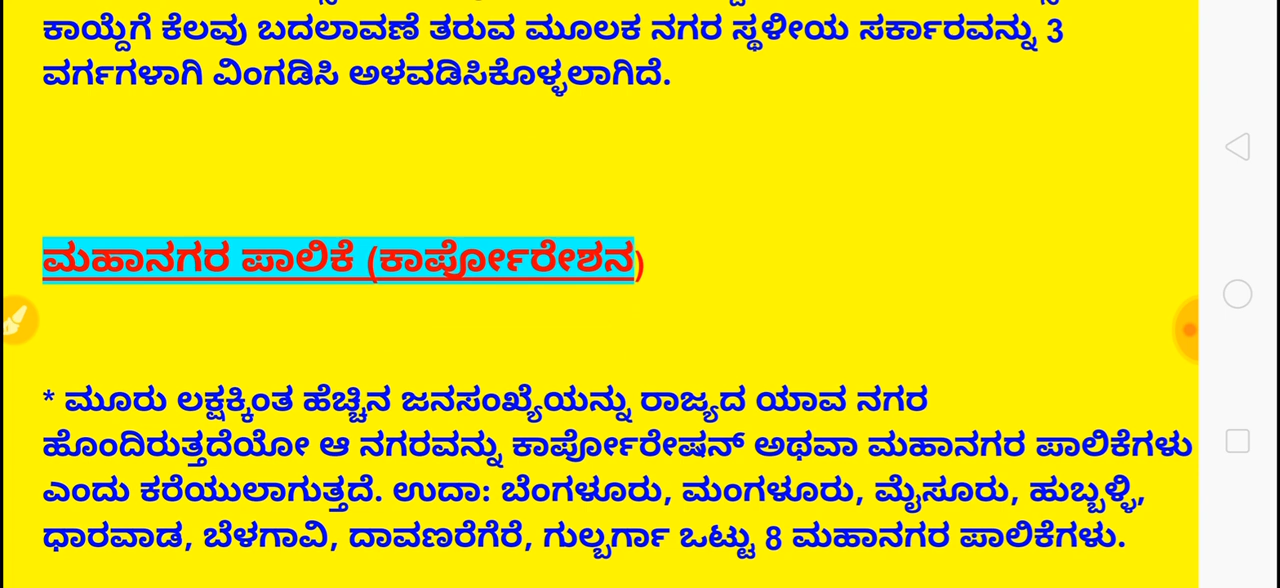 ಕಾಯ್ದೆಗೆ ಕೆಲವು ಬದಲಾವಣೆ ತರುವ ಮೂಲಕ ನಗರ ಸ್ಥಳೀಯ ಸರ್ಕಾರವನ್ನು 3
ವರ್ಗಗಳಾಗಿ ವಿಂಗಡಿಸಿ ಅಳವಡಿಸಿಕೊಳ್ಳಲಾಗಿದೆ.
ಮಹಾನಗರ ಪಾಲಿಕೆ (ಕಾರ್ಪೋರೇಶನ)
* ಮೂರು ಲಕ್ಷಕ್ಕಿಂತ ಹೆಚ್ಚಿನ ಜನಸಂಖ್ಯೆಯನ್ನು ರಾಜ್ಯದ ಯಾವ ನಗರ
ಹೊಂದಿರುತ್ತದೆಯೋ ಆ ನಗರವನ್ನು ಕಾರ್ಪೋರೇಷನ್ ಅಥವಾ ಮಹಾನಗರ ಪಾಲಿಕೆಗಳು
ಎಂದು ಕರೆಯುಲಾಗುತ್ತದೆ. ಉದಾ: ಬೆಂಗಳೂರು, ಮಂಗಳೂರು, ಮೈಸೂರು, ಹುಬ್ಬಳ್ಳಿ,
ಧಾರವಾಡ, ಬೆಳಗಾವಿ, ದಾವಣರೆಗೆರೆ, ಗುಲ್ಬರ್ಗಾ ಒಟ್ಟು 8 ಮಹಾನಗರ ಪಾಲಿಕೆಗಳು.